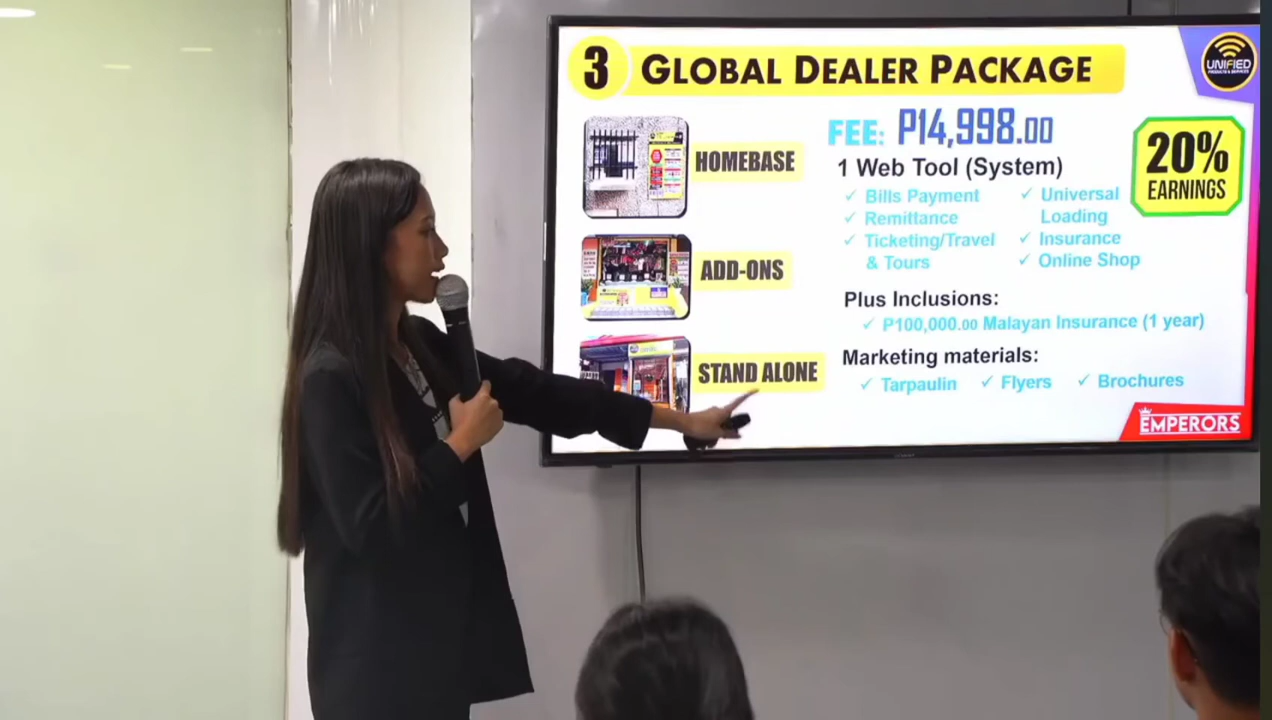 3 GLOBAL DEALER PACKAGE
UNIFIED
PRODUCTS & SERVICES
HOMEBASE
ADD-ONS
STAND ALONE
FEE: P14,998.00
1 Web Tool (System)
✓ Bills Payment
✓ Remittance
✓ Ticketing/Travel
& Tours
✓ Universal
Loading
✓ Insurance
✓ Online Shop
20%
EARNINGS
Plus Inclusions:
✓ P100,000.00 Malayan Insurance (1 year)
Marketing materials:
✓ Tarpaulin ✓ Flyers ✓ Brochures
EMPERORS